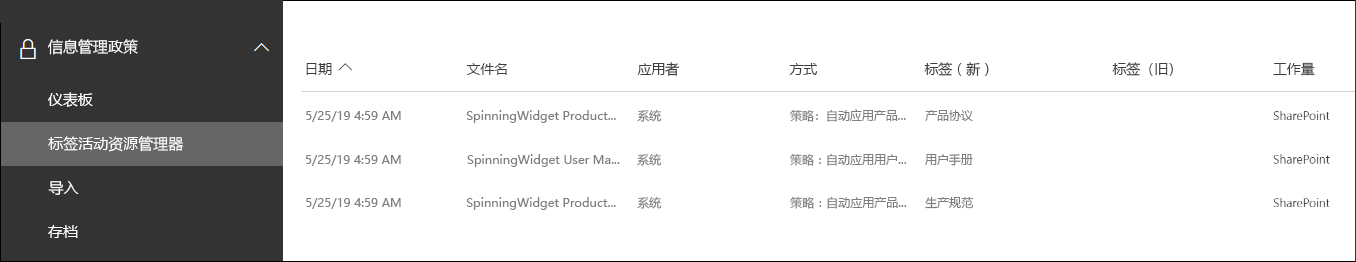 信息管理政策
仪表板
标签活动资源管理器
导入
存档
日期 文件名 应用者 方式 标签（新） 标签（旧） 工作量
5/25/19 4:59 AM SpinningWidget Product... 系统 策略：自动应用产品... 产品协议 SharePoint
5/25/19 4:59 AM SpinningWidget User Ma... 系统 策略：自动应用用户... 用户手册 SharePoint
5/25/19 4:59 AM SpinningWidget Product... 系统 策略：自动应用产品... 生产规范 SharePoint